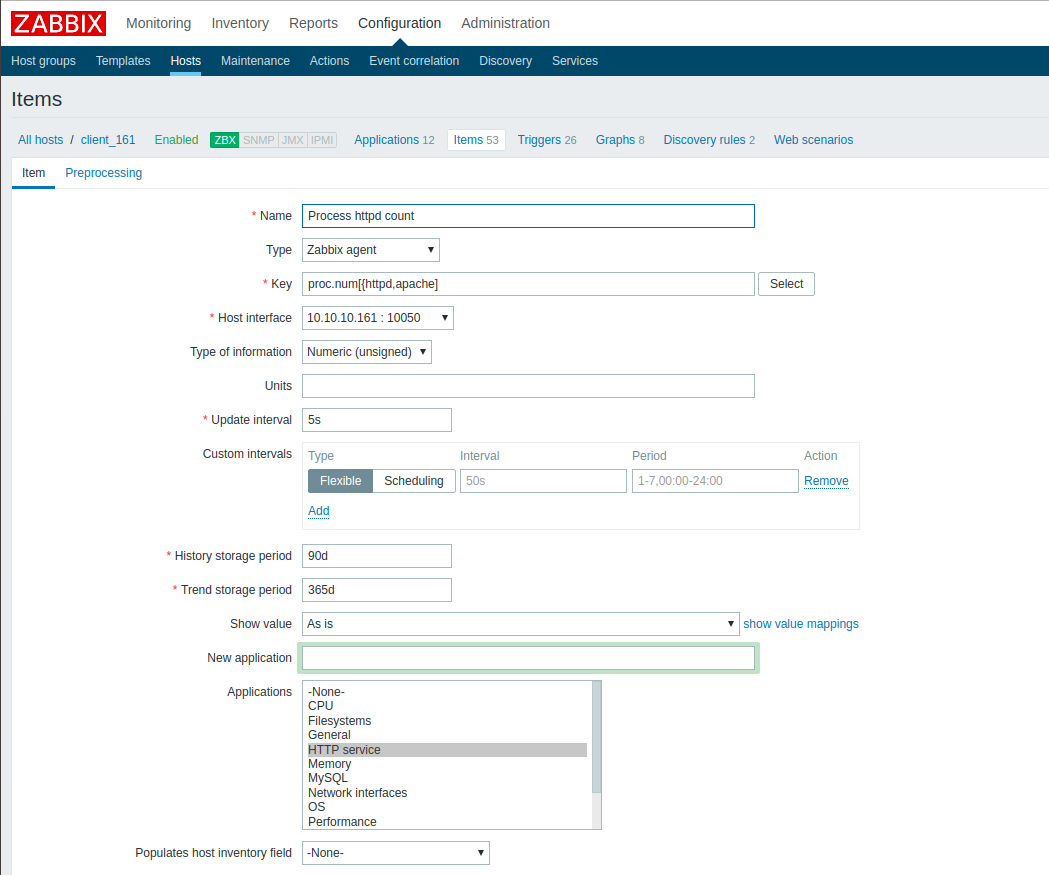 ZABBIX Monitoring Inventory Reports Configuration Administration
Host groups Templates Hosts Maintenance Actions Event correlation Discovery Services
Items
All hosts / client_161 Enabled ZBX SNMP JMX IPMI Applications 12 Items 53 Triggers 26 Graphs 8 Discovery rules 2 Web scenarios
Item Preprocessing
* Name Process httpd count
Type Zabbix agent ▼
* Key proc.num[{httpd,apache] Select
* Host interface 10.10.10.161 : 10050 ▼
Type of information Numeric (unsigned) ▼
Units
* Update interval 5s
Custom intervals Type Interval Period Action
Flexible Scheduling 50s 1-7,00:00-24:00 Remove
Add
* History storage period 90d
* Trend storage period 365d
Show value As is ▼ show value mappings
New application
Applications -None-
CPU
Filesystems
General
HTTP service
Memory
MySQL
Network interfaces
OS
Performance
Populates host inventory field -None- ▼